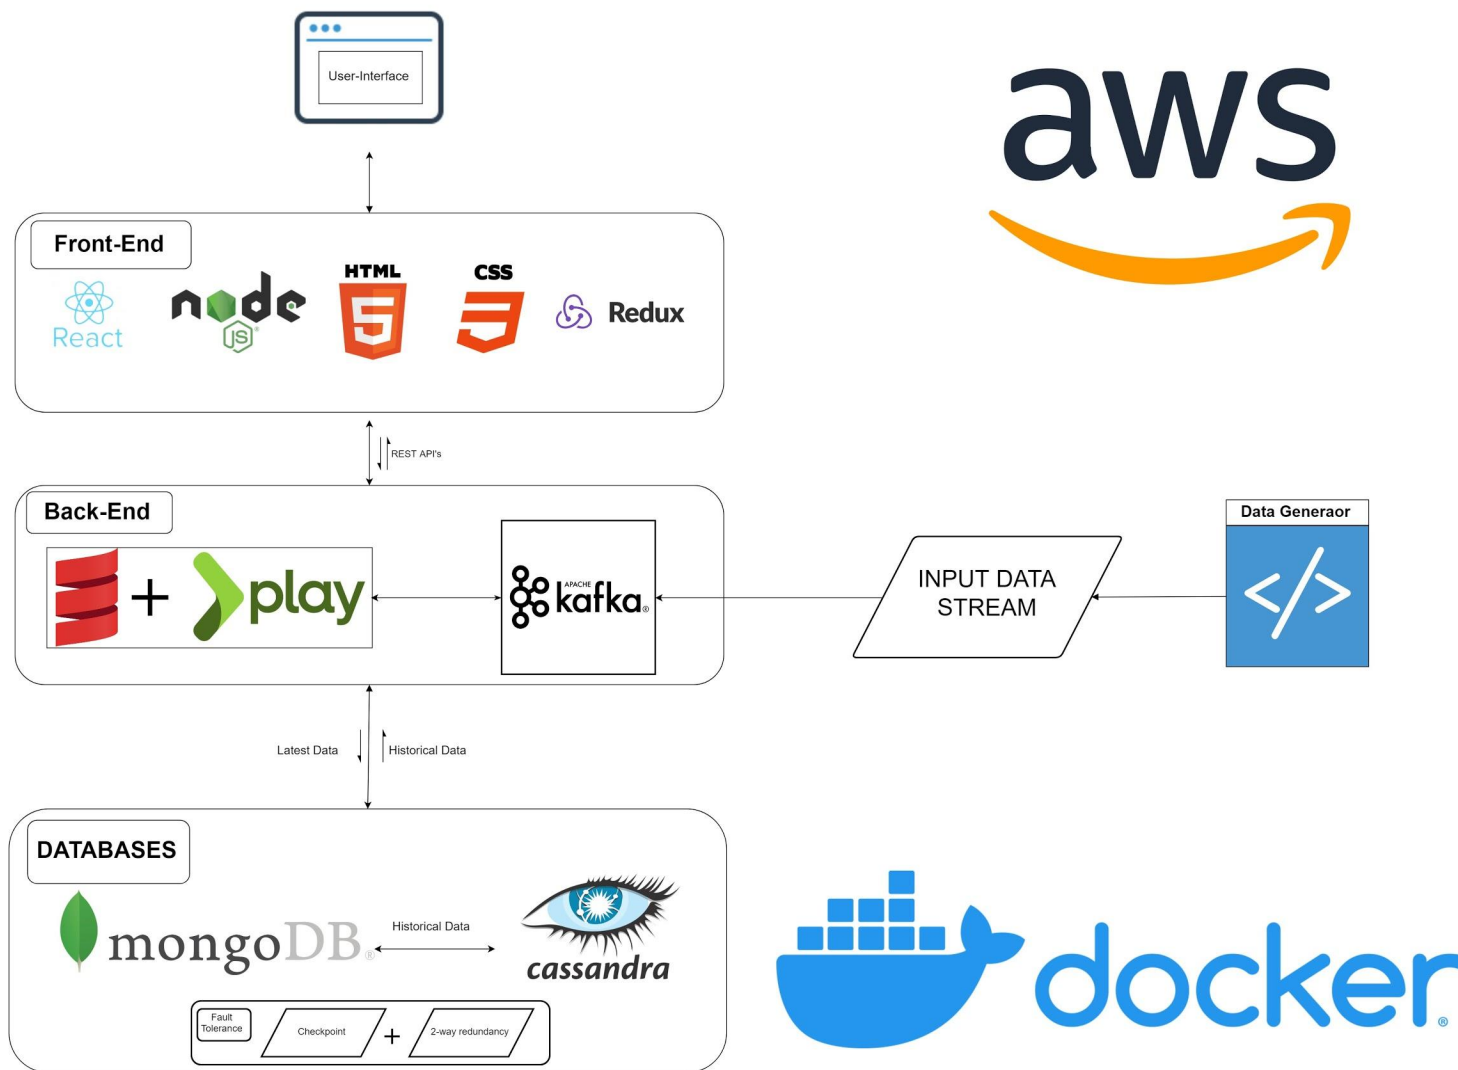 User-Interface
aws
Front-End
React
node
JS
HTML
5
CSS
3
Redux
REST API's
Back-End
+
play
APACHE
kafka®
INPUT DATA
STREAM
Data Generaor
</>
Latest Data
Historical Data
DATABASES
mongoDB®
Historical Data
cassandra
Fault
Tolerance
Checkpoint
+
2-way redundancy
docker®